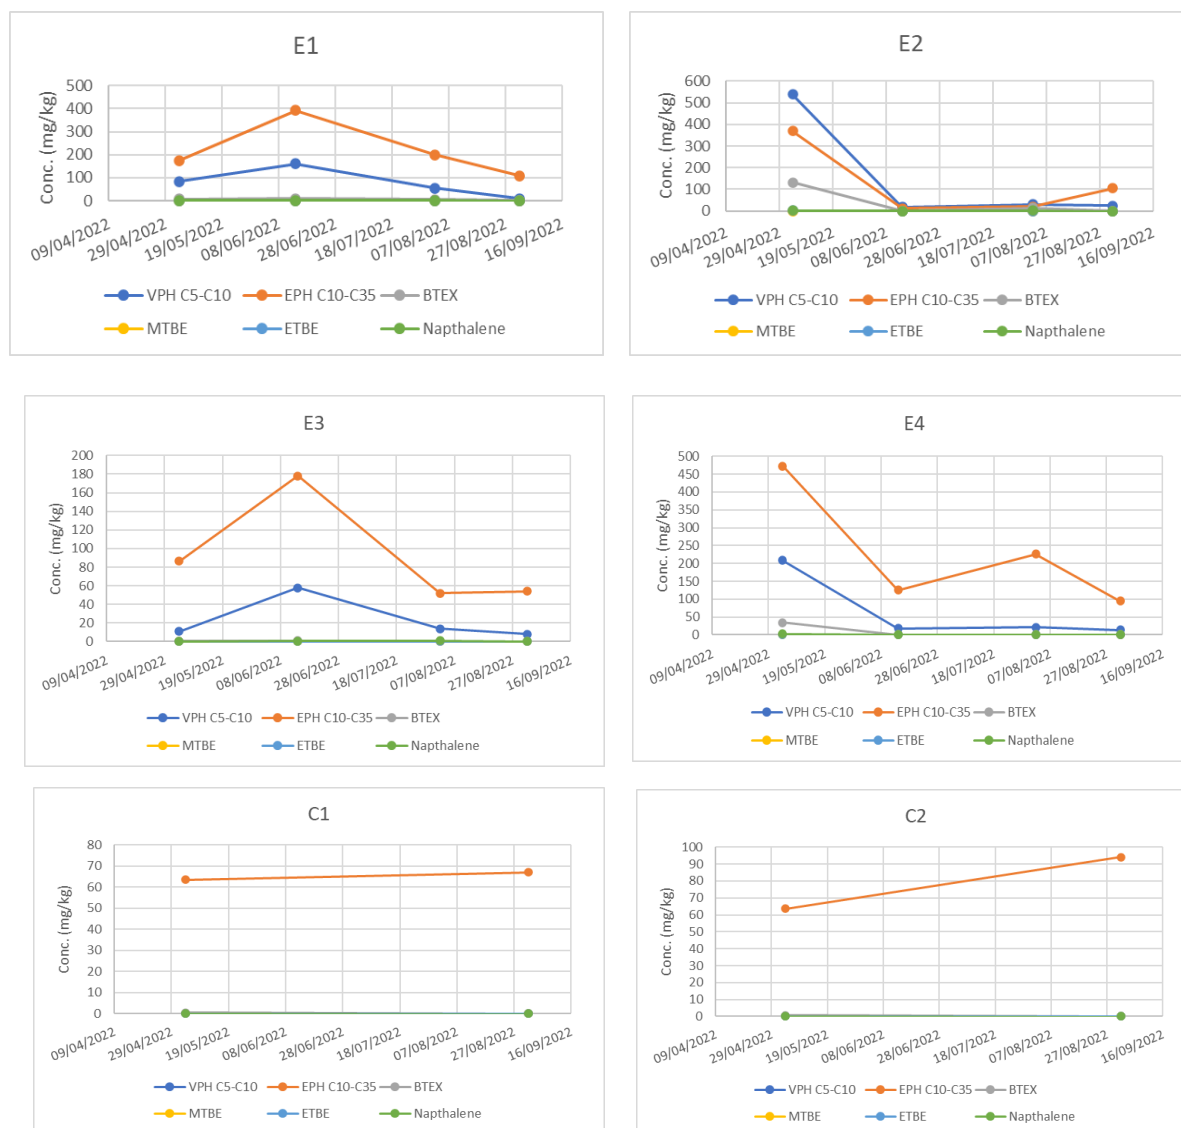 E1
Conc. (mg/kg)
500
400
300
200
100
0
09/04/2022 29/04/2022 19/05/2022 08/06/2022 28/06/2022 18/07/2022 07/08/2022 27/08/2022 16/09/2022
VPH C5-C10 EPH C10-C35 BTEX
MTBE ETBE Napthalene
E2
Conc. (mg/kg)
600
500
400
300
200
100
0
09/04/2022 29/04/2022 19/05/2022 08/06/2022 28/06/2022 18/07/2022 07/08/2022 27/08/2022 16/09/2022
VPH C5-C10 EPH C10-C35 BTEX
MTBE ETBE Napthalene
E3
Conc. (mg/kg)
200
180
160
140
120
100
80
60
40
20
0
09/04/2022 29/04/2022 19/05/2022 08/06/2022 28/06/2022 18/07/2022 07/08/2022 27/08/2022 16/09/2022
VPH C5-C10 EPH C10-C35 BTEX
MTBE ETBE Napthalene
E4
Conc. (mg/kg)
500
450
400
350
300
250
200
150
100
50
0
09/04/2022 29/04/2022 19/05/2022 08/06/2022 28/06/2022 18/07/2022 07/08/2022 27/08/2022 16/09/2022
VPH C5-C10 EPH C10-C35 BTEX
MTBE ETBE Napthalene
C1
Conc. (mg/kg)
80
70
60
50
40
30
20
10
0
09/04/2022 29/04/2022 19/05/2022 08/06/2022 28/06/2022 18/07/2022 07/08/2022 27/08/2022 16/09/2022
VPH C5-C10 EPH C10-C35 BTEX
MTBE ETBE Napthalene
C2
Conc. (mg/kg)
100
90
80
70
60
50
40
30
20
10
0
09/04/2022 29/04/2022 19/05/2022 08/06/2022 28/06/2022 18/07/2022 07/08/2022 27/08/2022 16/09/2022
VPH C5-C10 EPH C10-C35 BTEX
MTBE ETBE Napthalene